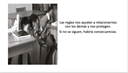 Las reglas nos ayudan a relacionarnos
con los demás y nos protegen.
Si no se siguen, habría consecuencias.